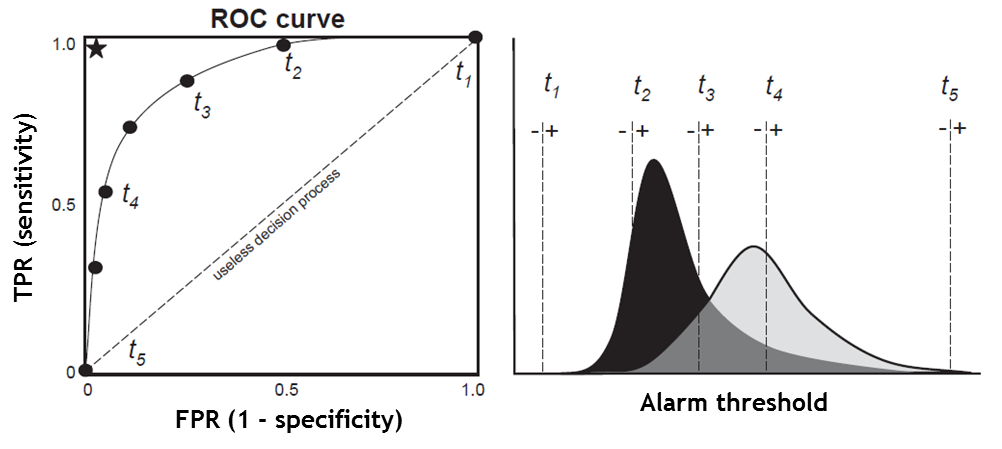 ROC curve
1.0
t2
t1
t3
TPR (sensitivity)
0.5
t4
useless decision process
t5
0
0 0.5 1.0
FPR (1 - specificity)
t1 t2 t3 t4 t5
-+ -+ -+ -+ -+
Alarm threshold